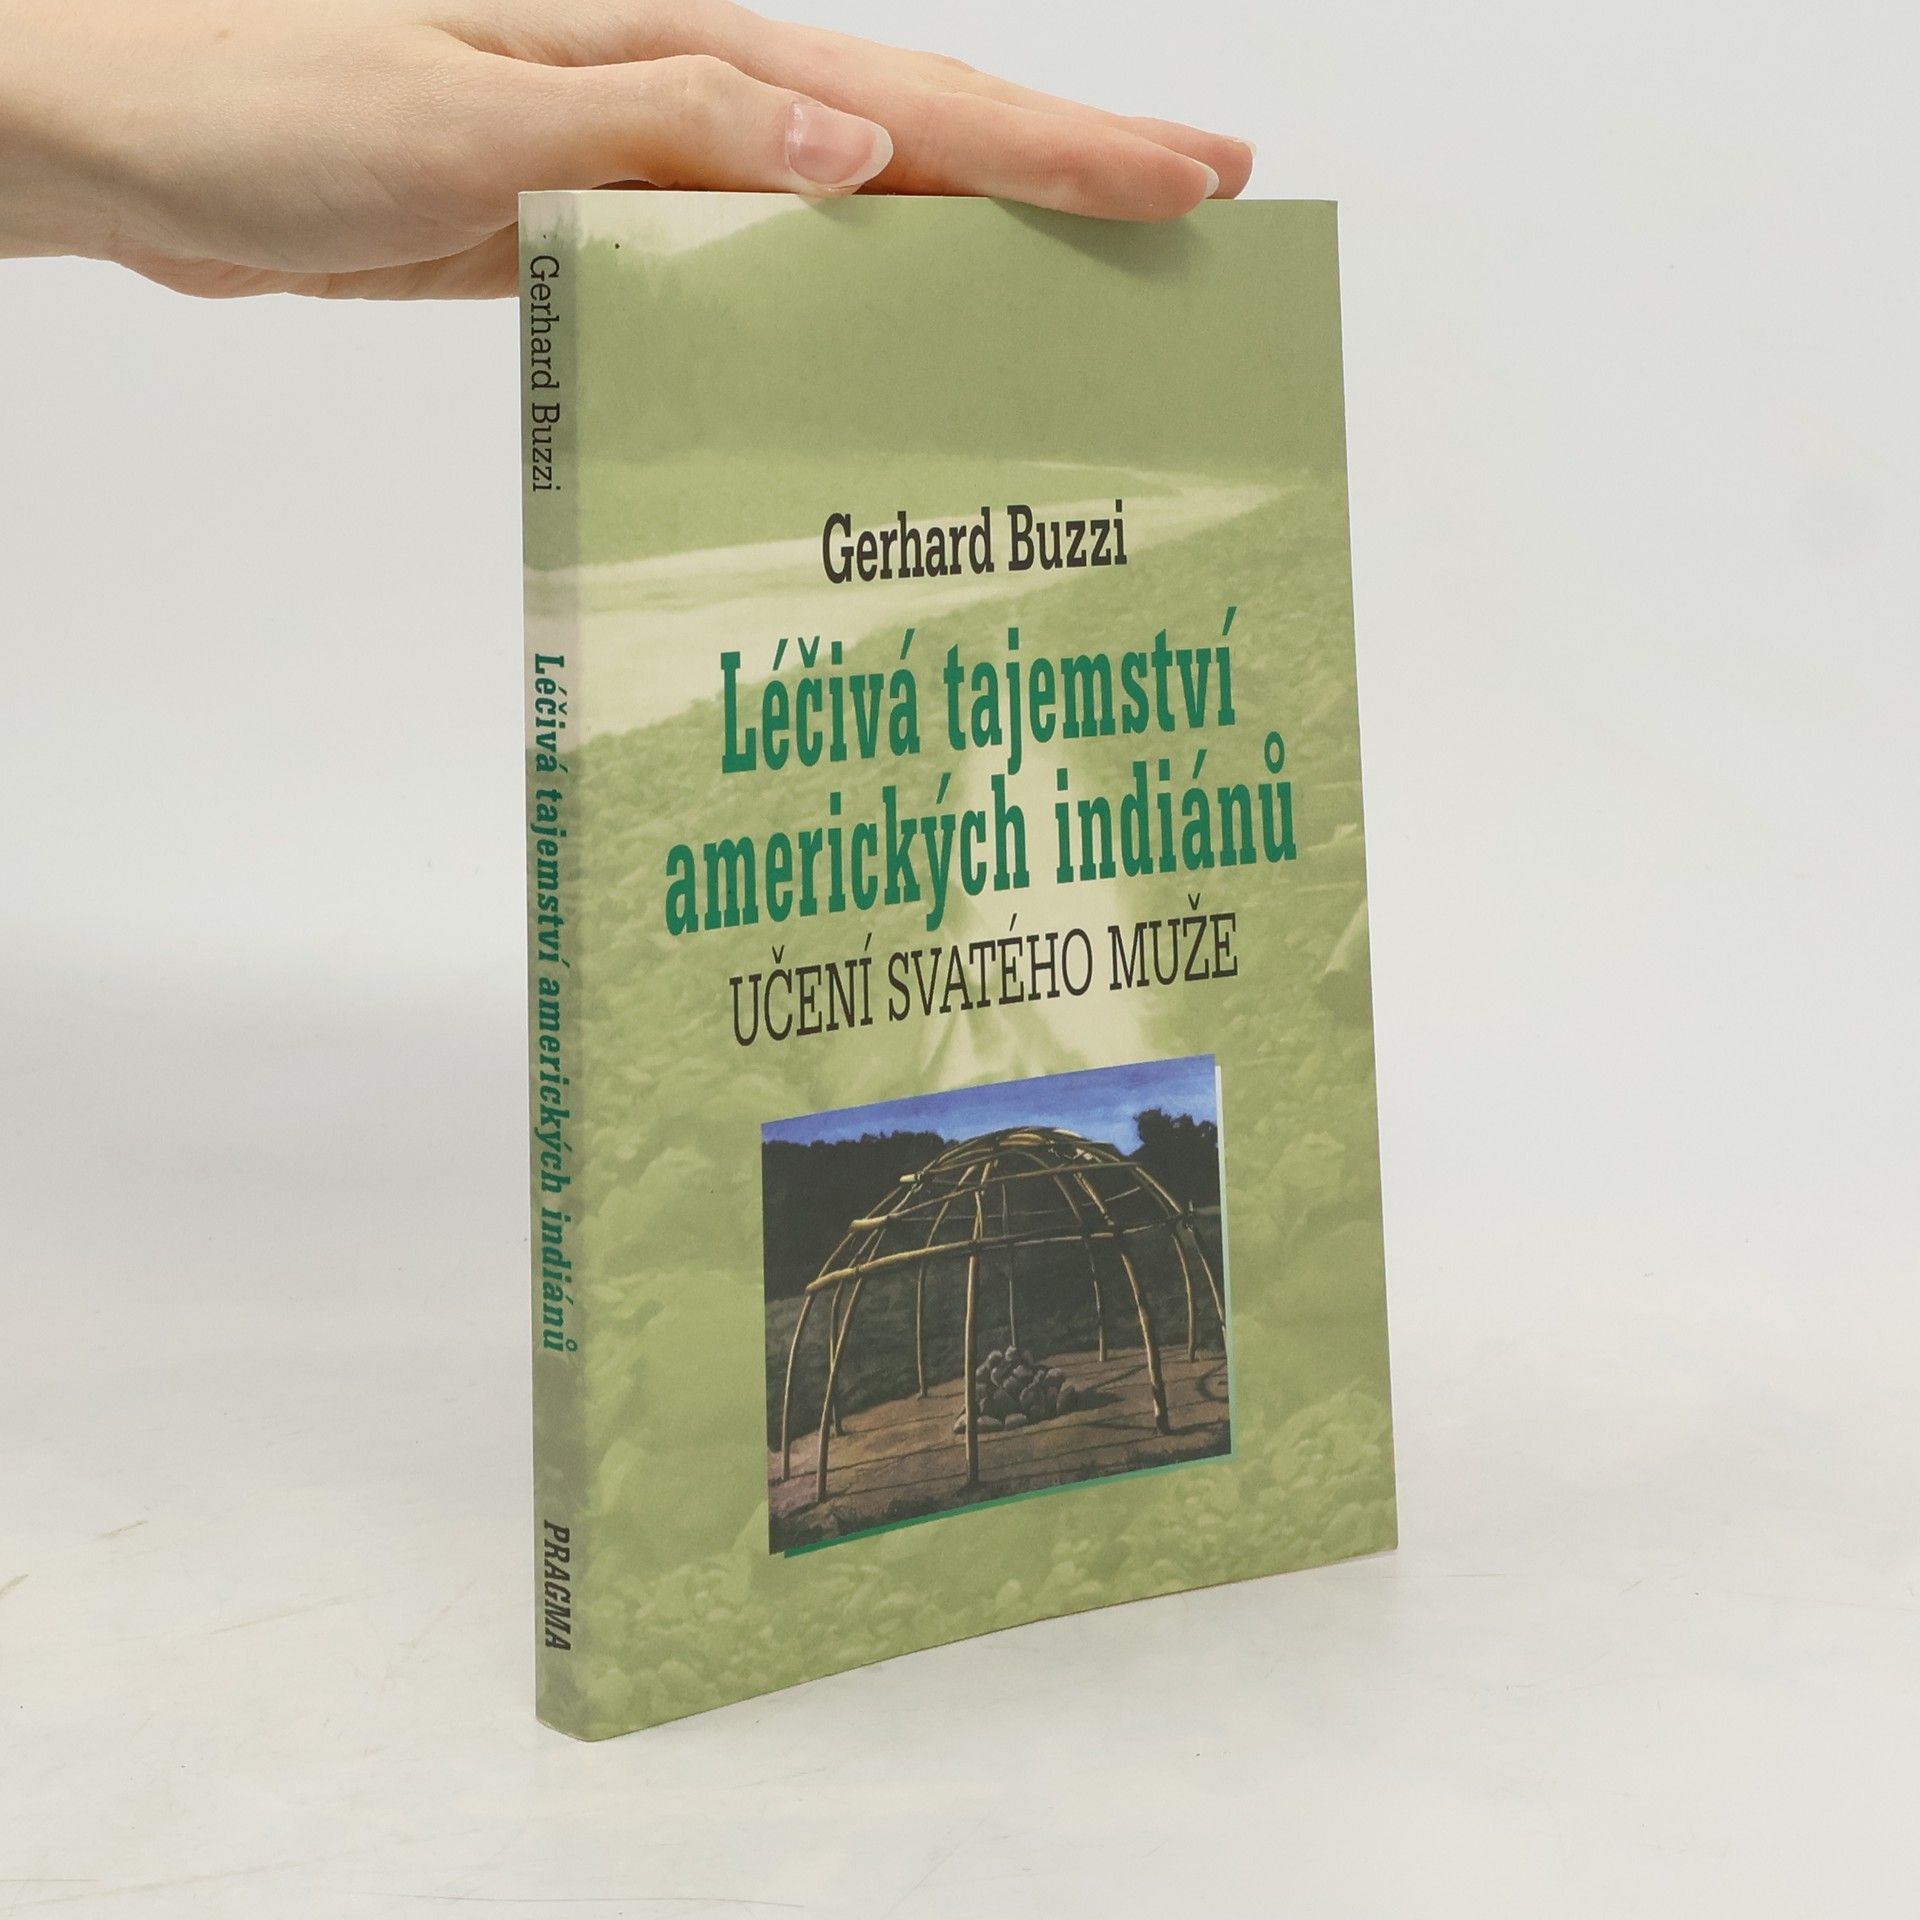 Gerhard Buzzi
Léčivá tajemství amerických indiánů
PRAGMA
Gerhard Buzzi
Léčivá tajemství
amerických indiánů
UČENÍ SVATÉHO MUŽE